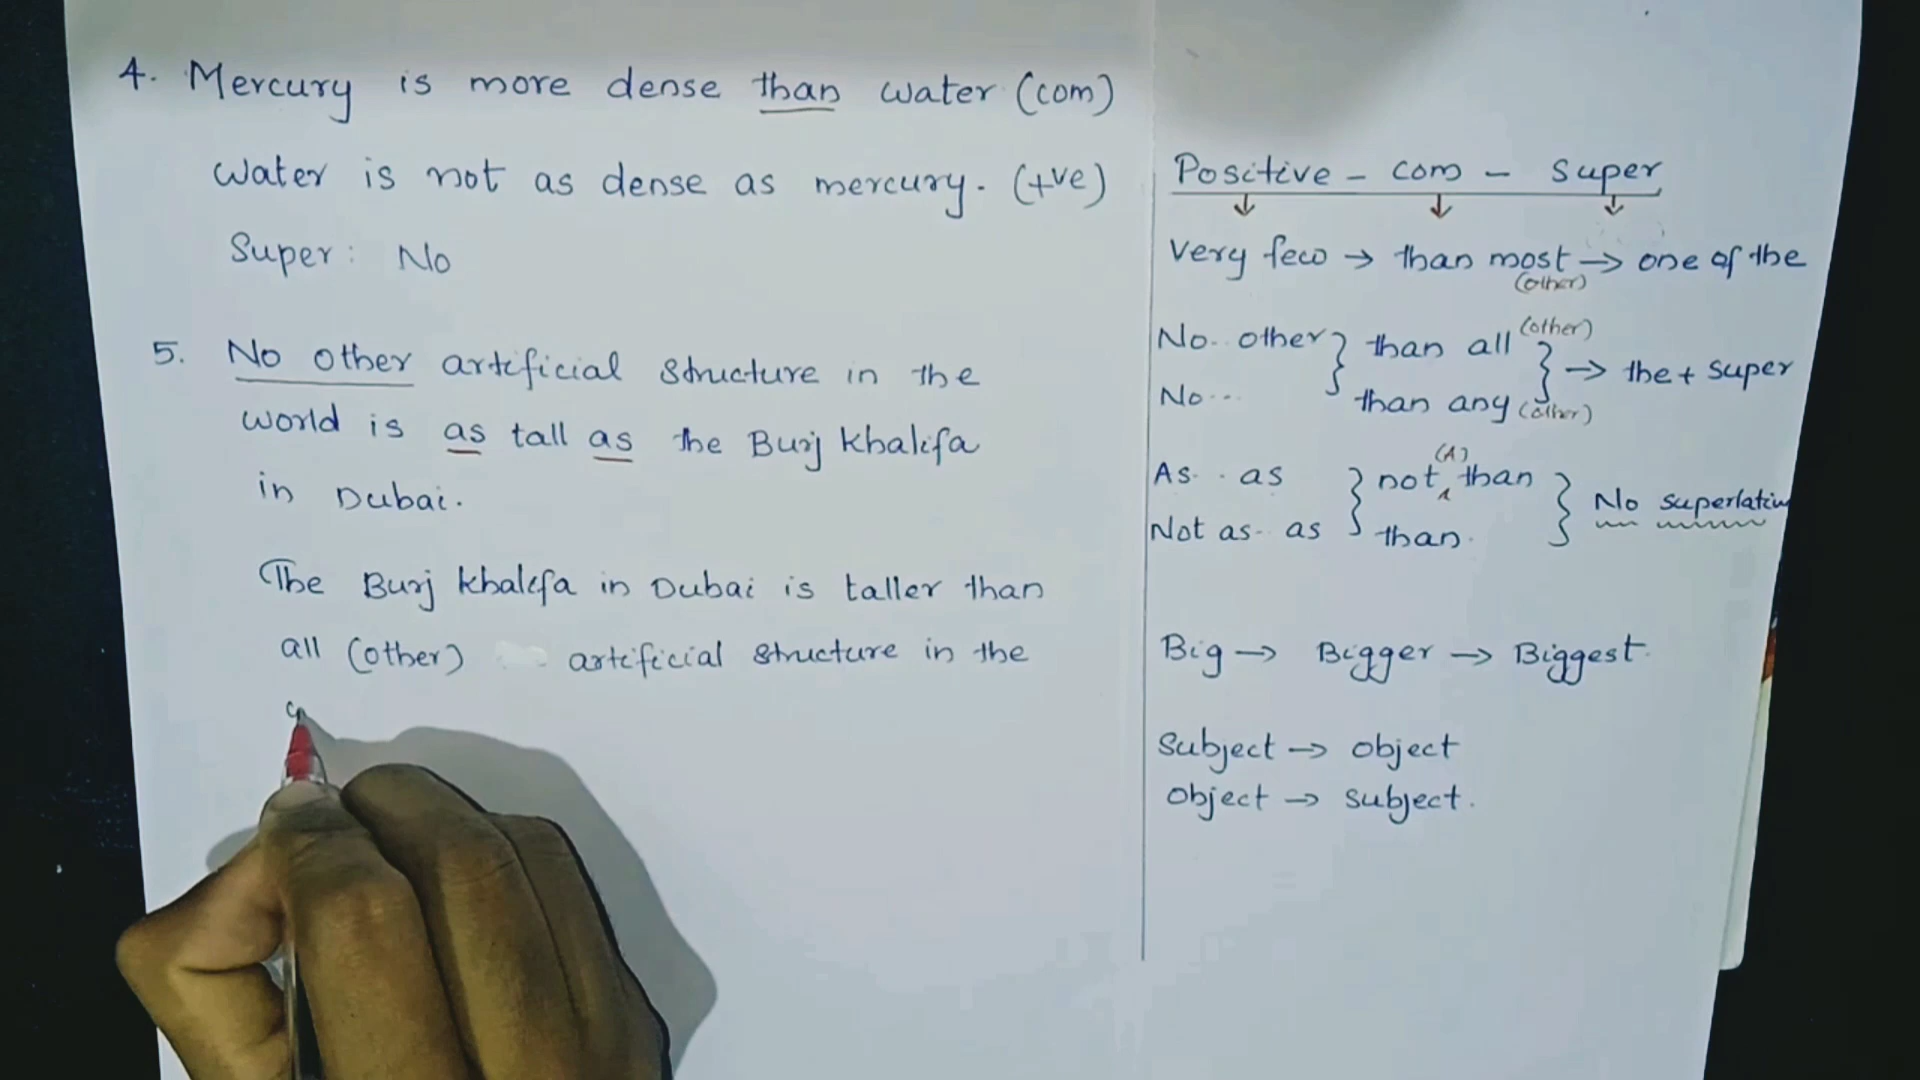 4. Mercury is more dense than water (com)
Water is not as dense as mercury. (+ve)
Super: No
5. No other artificial structure in the
world is as tall as the Burj Khalifa
in Dubai.
The Burj Khalifa in Dubai is taller than
all (other) artificial structure in the
Positive - com - Super
Very few → than most → one of the
(other)
No.. other } than all (other) } → the + super
No... than any (other)
As.. as } not (A) than } No superlative
Not as.. as than.
Big → Bigger → Biggest.
Subject → object
object → subject.